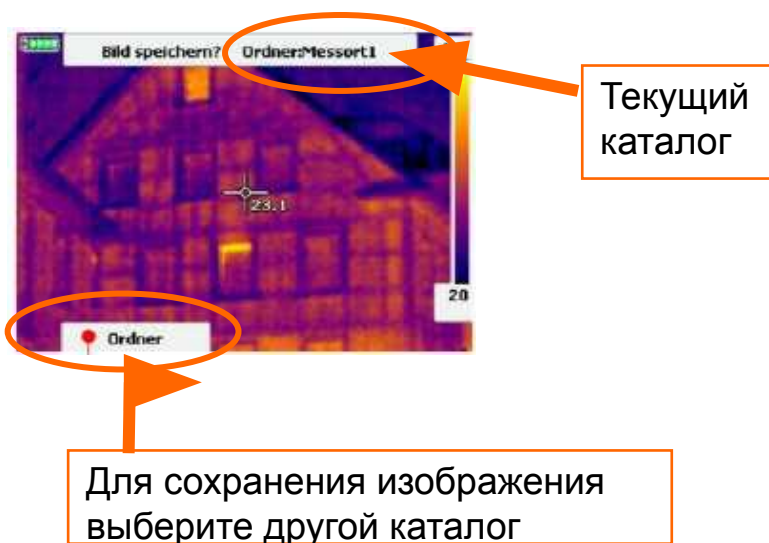 Bild speichern? Ordner:Messort1
Текущий
каталог
23.1
20
Ordner
Для сохранения изображения
выберите другой каталог